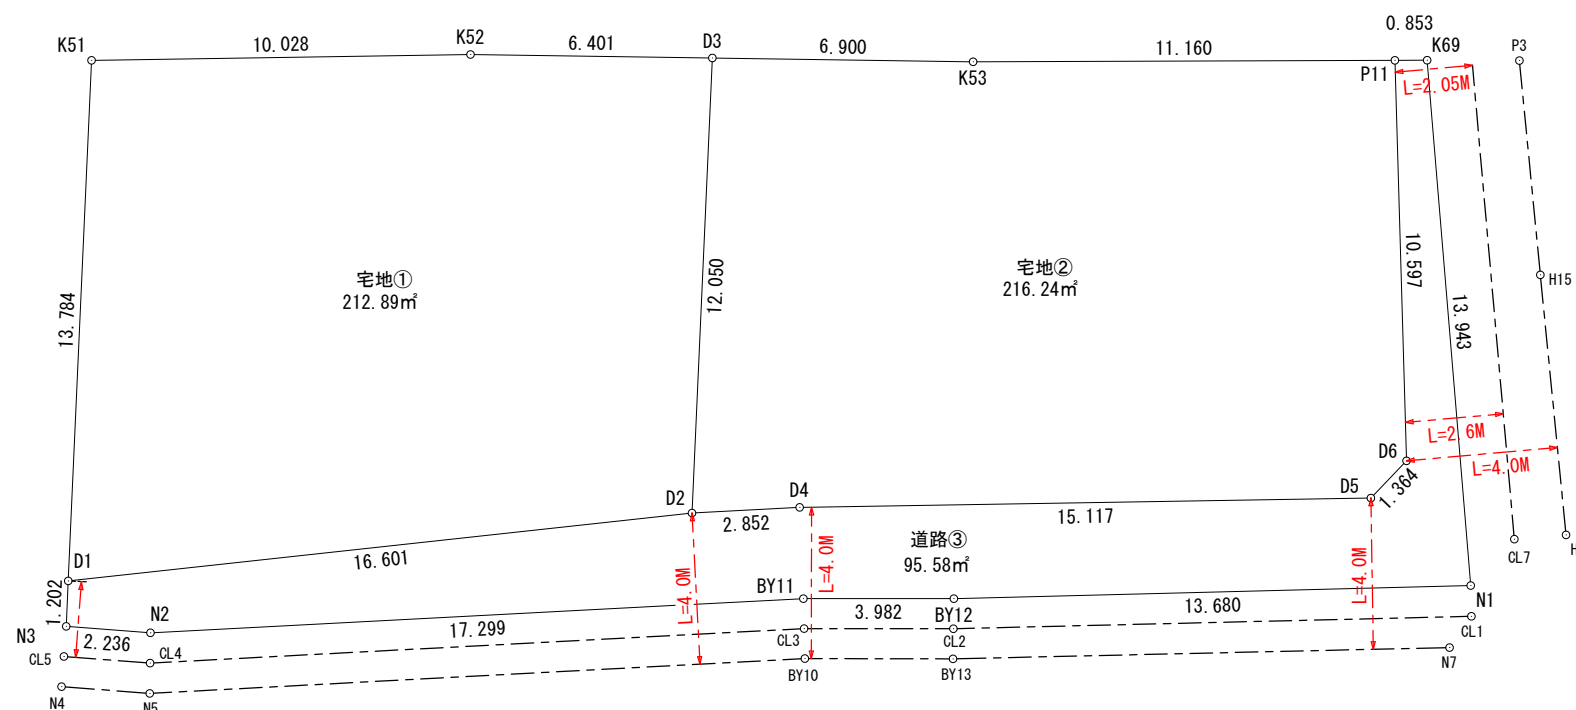 K51
10.028
K52
6.401
D3
6.900
K53
11.160
0.853
P11
K69
P3
L=2.05M
13.784
宅地①
212.89㎡
12.050
宅地②
216.24㎡
10.597
13.943
H15
L=2.6M
D6
L=4.0M
1.364
D5
D1
16.601
D2
2.852
D4
15.117
道路③
95.58㎡
L=4.0M
L=4.0M
L=4.0M
CL7
H
1.202
N3
2.236
N2
17.299
BY11
3.982
BY12
13.680
N1
CL5
CL4
CL3
CL2
CL1
N4
N5
BY10
BY13
N7